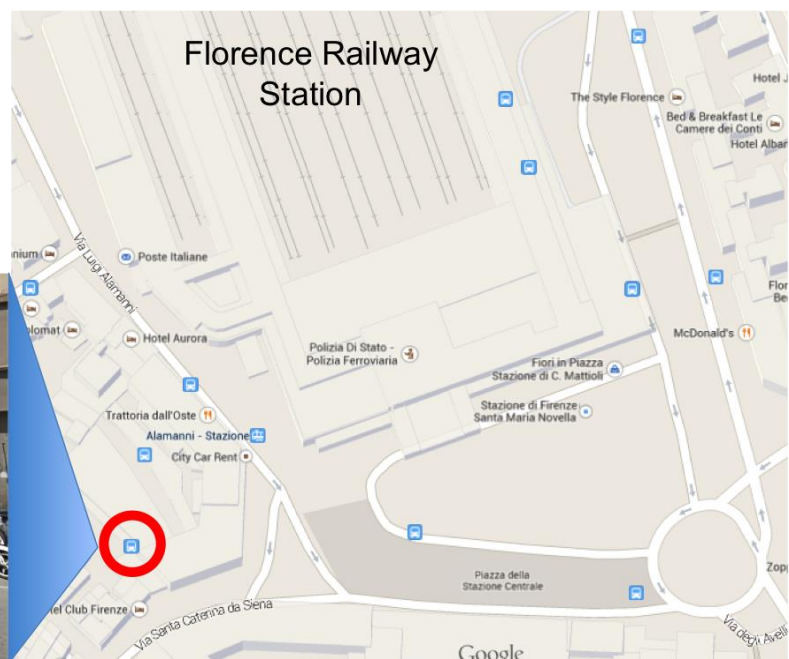 Florence Railway
Station
The Style Florence
Hotel
Bed & Breakfast Le
Camere dei Conti
Hotel
Poste Italiane
Via Luigi Alamanni
Hotel Aurora
Polizia Di Stato -
Polizia Ferroviaria
McDonald's
Fiori in Piazza
Stazione di C. Mattioli
Stazione di Firenze
Santa Maria Novella
Trattoria dall'Oste
Alamanni - Stazione
City Car Rent
Piazza della
Stazione Centrale
Club Firenze
Via Santa Caterina da Siena
Via degli
Google